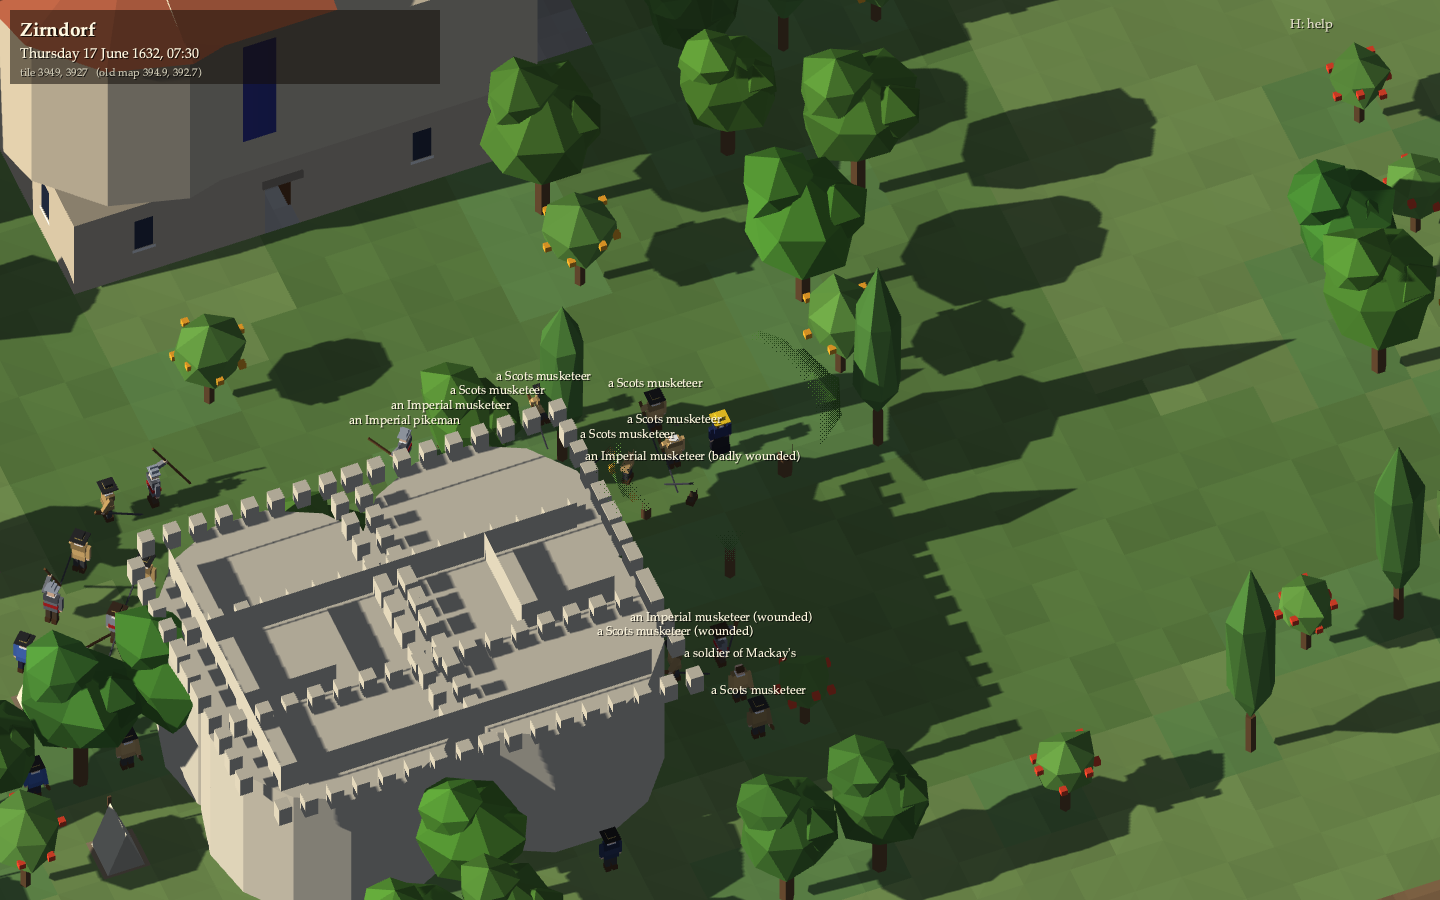 Zirndorf
Thursday 17 June 1632, 07:30
tile 3949, 3927 (old map 394.9, 392.7)
H: help
a Scots musketeer
a Scots musketeer
a Scots musketeer
an Imperial musketeer
an Imperial pikeman
a Scots musketeer
a Scots musketeer
an Imperial musketeer (badly wounded)
an Imperial musketeer (wounded)
a Scots musketeer (wounded)
a soldier of Mackay's
a Scots musketeer